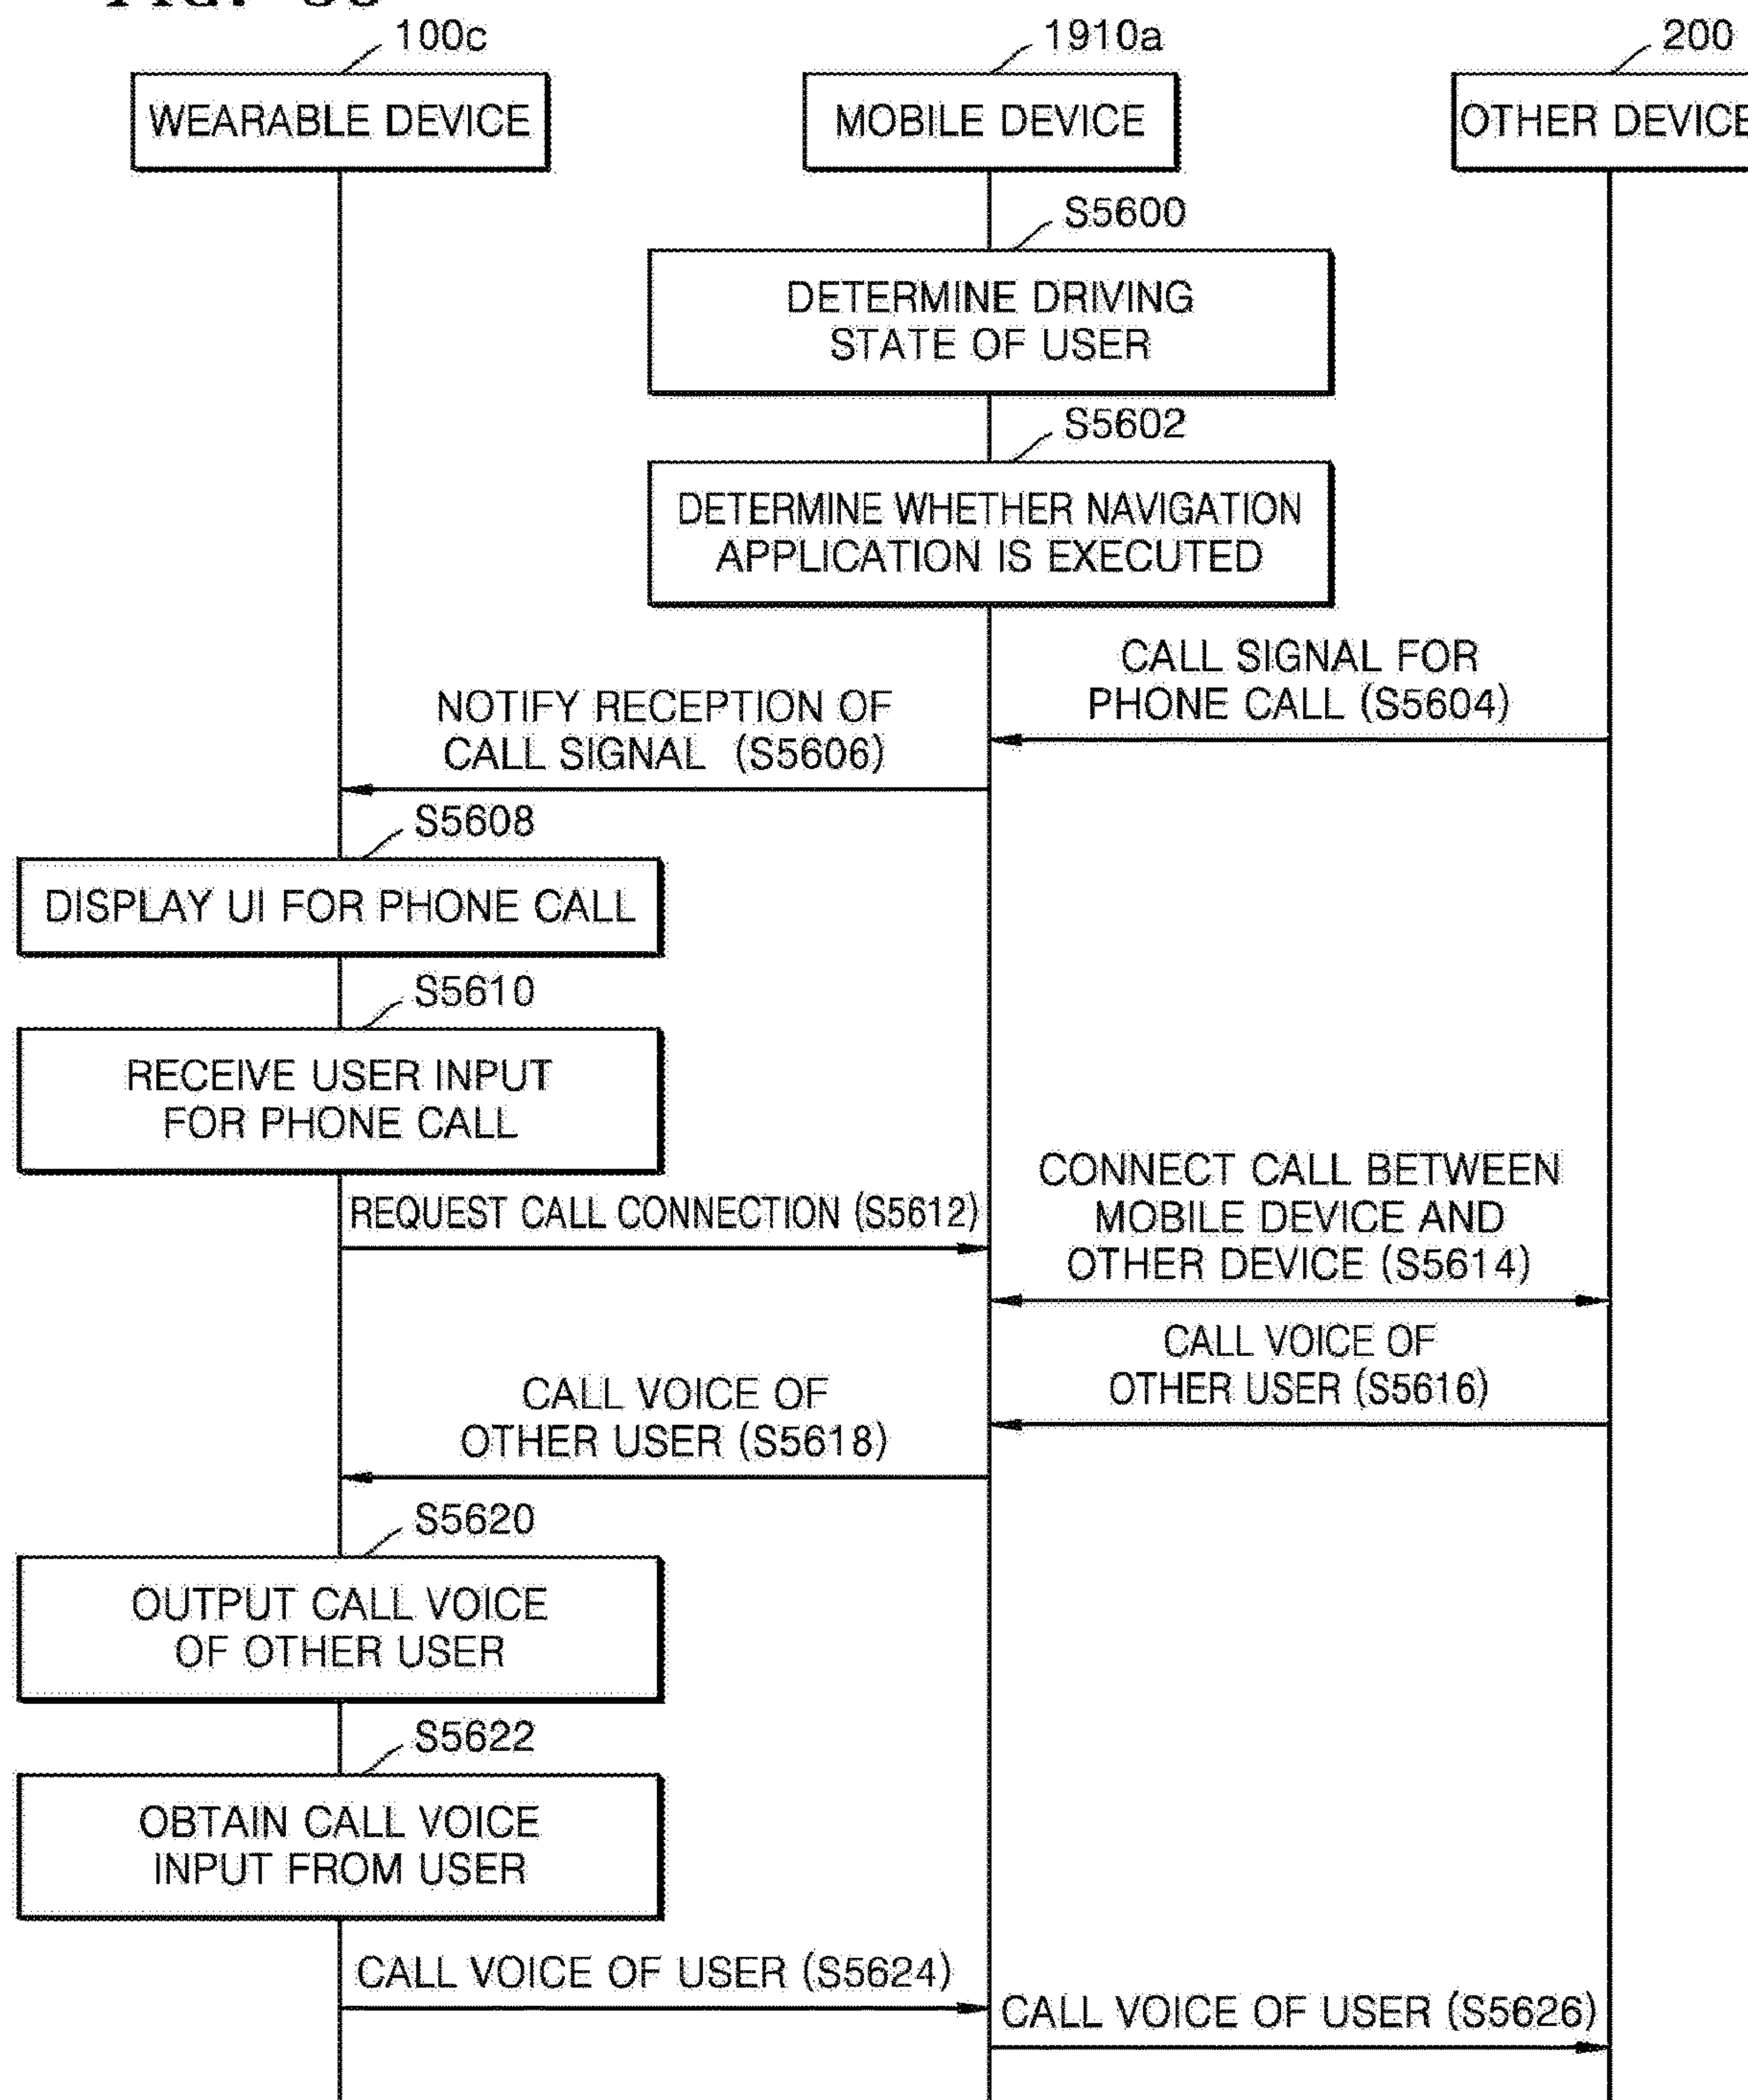 100c
1910a
200
WEARABLE DEVICE
MOBILE DEVICE
OTHER DEVICE
S5600
DETERMINE DRIVING
STATE OF USER
S5602
DETERMINE WHETHER NAVIGATION
APPLICATION IS EXECUTED
CALL SIGNAL FOR
PHONE CALL (S5604)
NOTIFY RECEPTION OF
CALL SIGNAL (S5606)
S5608
DISPLAY UI FOR PHONE CALL
S5610
RECEIVE USER INPUT
FOR PHONE CALL
REQUEST CALL CONNECTION (S5612)
CONNECT CALL BETWEEN
MOBILE DEVICE AND
OTHER DEVICE (S5614)
CALL VOICE OF
OTHER USER (S5616)
CALL VOICE OF
OTHER USER (S5618)
S5620
OUTPUT CALL VOICE
OF OTHER USER
S5622
OBTAIN CALL VOICE
INPUT FROM USER
CALL VOICE OF USER (S5624)
CALL VOICE OF USER (S5626)